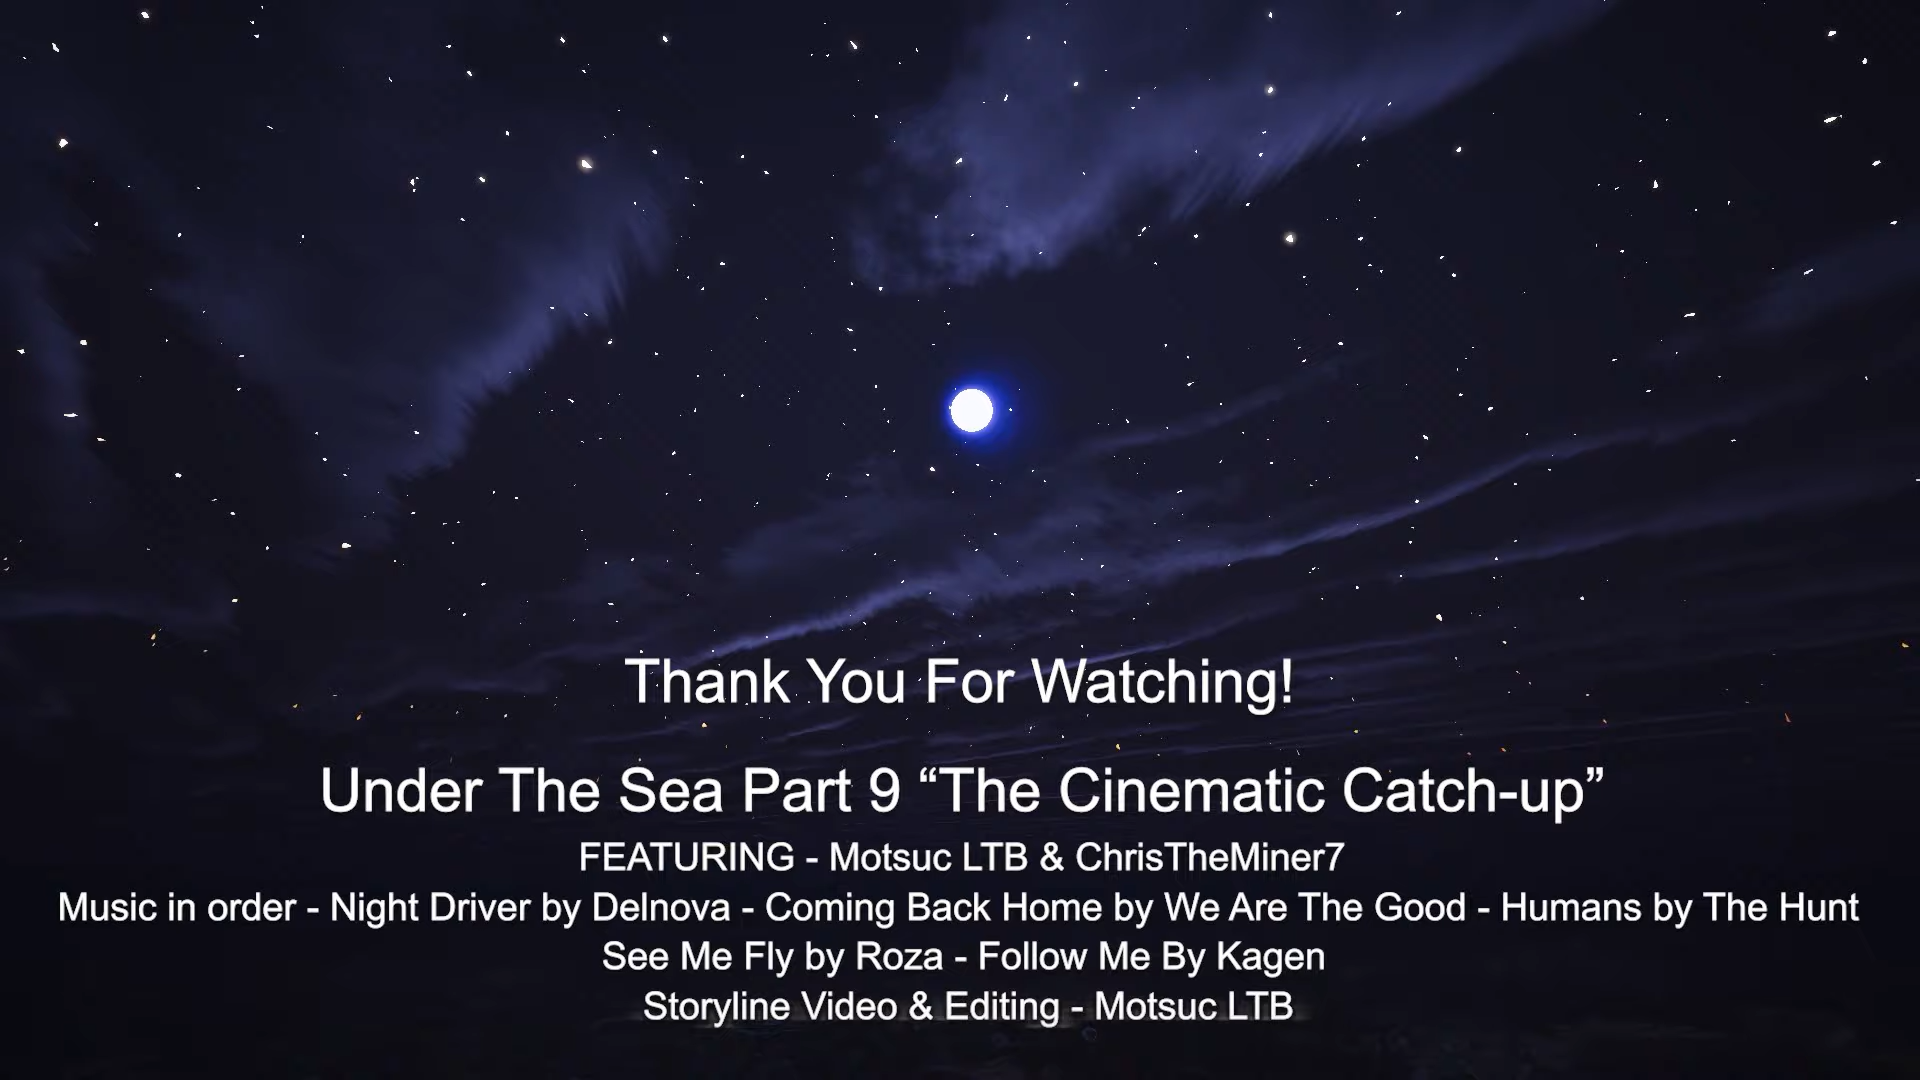 Thank You For Watching!
Under The Sea Part 9 “The Cinematic Catch-up”
FEATURING - Motsuc LTB & ChrisTheMiner7
Music in order - Night Driver by Delnova - Coming Back Home by We Are The Good - Humans by The Hunt
See Me Fly by Roza - Follow Me By Kagen
Storyline Video & Editing - Motsuc LTB